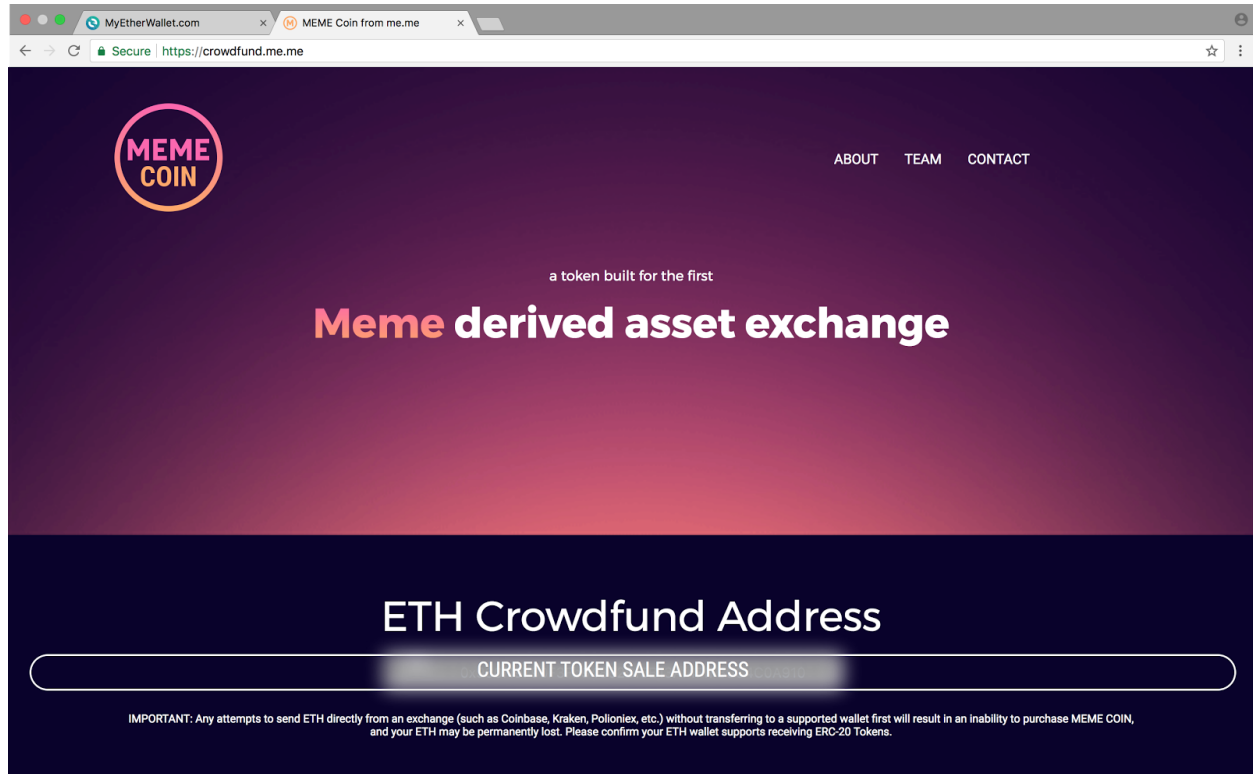 MyEtherWallet.com
MEME Coin from me.me
Secure https://crowdfund.me.me
MEME
COIN
ABOUT TEAM CONTACT
a token built for the first
Meme derived asset exchange
ETH Crowdfund Address
CURRENT TOKEN SALE ADDRESS
IMPORTANT: Any attempts to send ETH directly from an exchange (such as Coinbase, Kraken, Polioniex, etc.) without transferring to a supported wallet first will result in an inability to purchase MEME COIN,
and your ETH may be permanently lost. Please confirm your ETH wallet supports receiving ERC-20 Tokens.